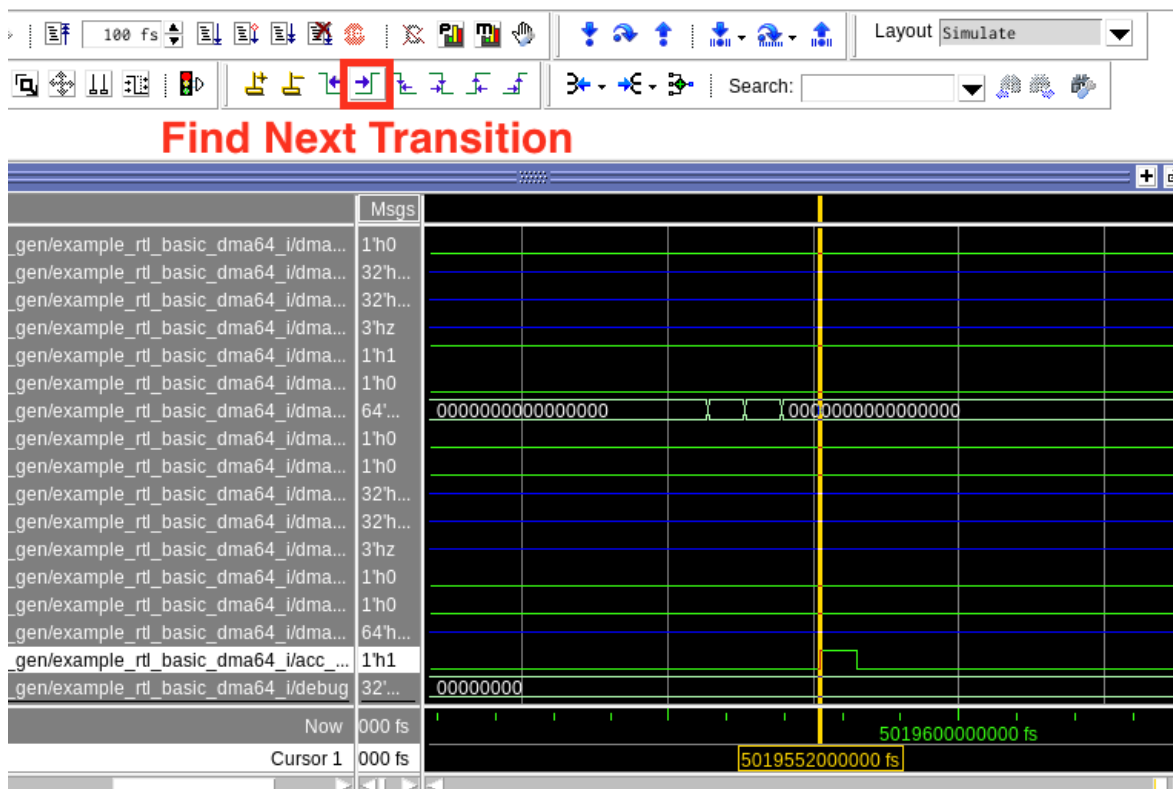 100 fs Layout Simulate
Search:
Find Next Transition
Msgs
_gen/example_rtl_basic_dma64_i/dma... 1'h0
_gen/example_rtl_basic_dma64_i/dma... 32'h...
_gen/example_rtl_basic_dma64_i/dma... 32'h...
_gen/example_rtl_basic_dma64_i/dma... 3'hz
_gen/example_rtl_basic_dma64_i/dma... 1'h1
_gen/example_rtl_basic_dma64_i/dma... 1'h0
_gen/example_rtl_basic_dma64_i/dma... 64'... 0000000000000000 0000000000000000
_gen/example_rtl_basic_dma64_i/dma... 1'h0
_gen/example_rtl_basic_dma64_i/dma... 1'h0
_gen/example_rtl_basic_dma64_i/dma... 32'h...
_gen/example_rtl_basic_dma64_i/dma... 32'h...
_gen/example_rtl_basic_dma64_i/dma... 3'hz
_gen/example_rtl_basic_dma64_i/dma... 1'h0
_gen/example_rtl_basic_dma64_i/dma... 1'h0
_gen/example_rtl_basic_dma64_i/dma... 64'h...
_gen/example_rtl_basic_dma64_i/acc_... 1'h1
_gen/example_rtl_basic_dma64_i/debug 32'... 00000000
Now 000 fs 5019600000000 fs
Cursor 1 000 fs 5019552000000 fs